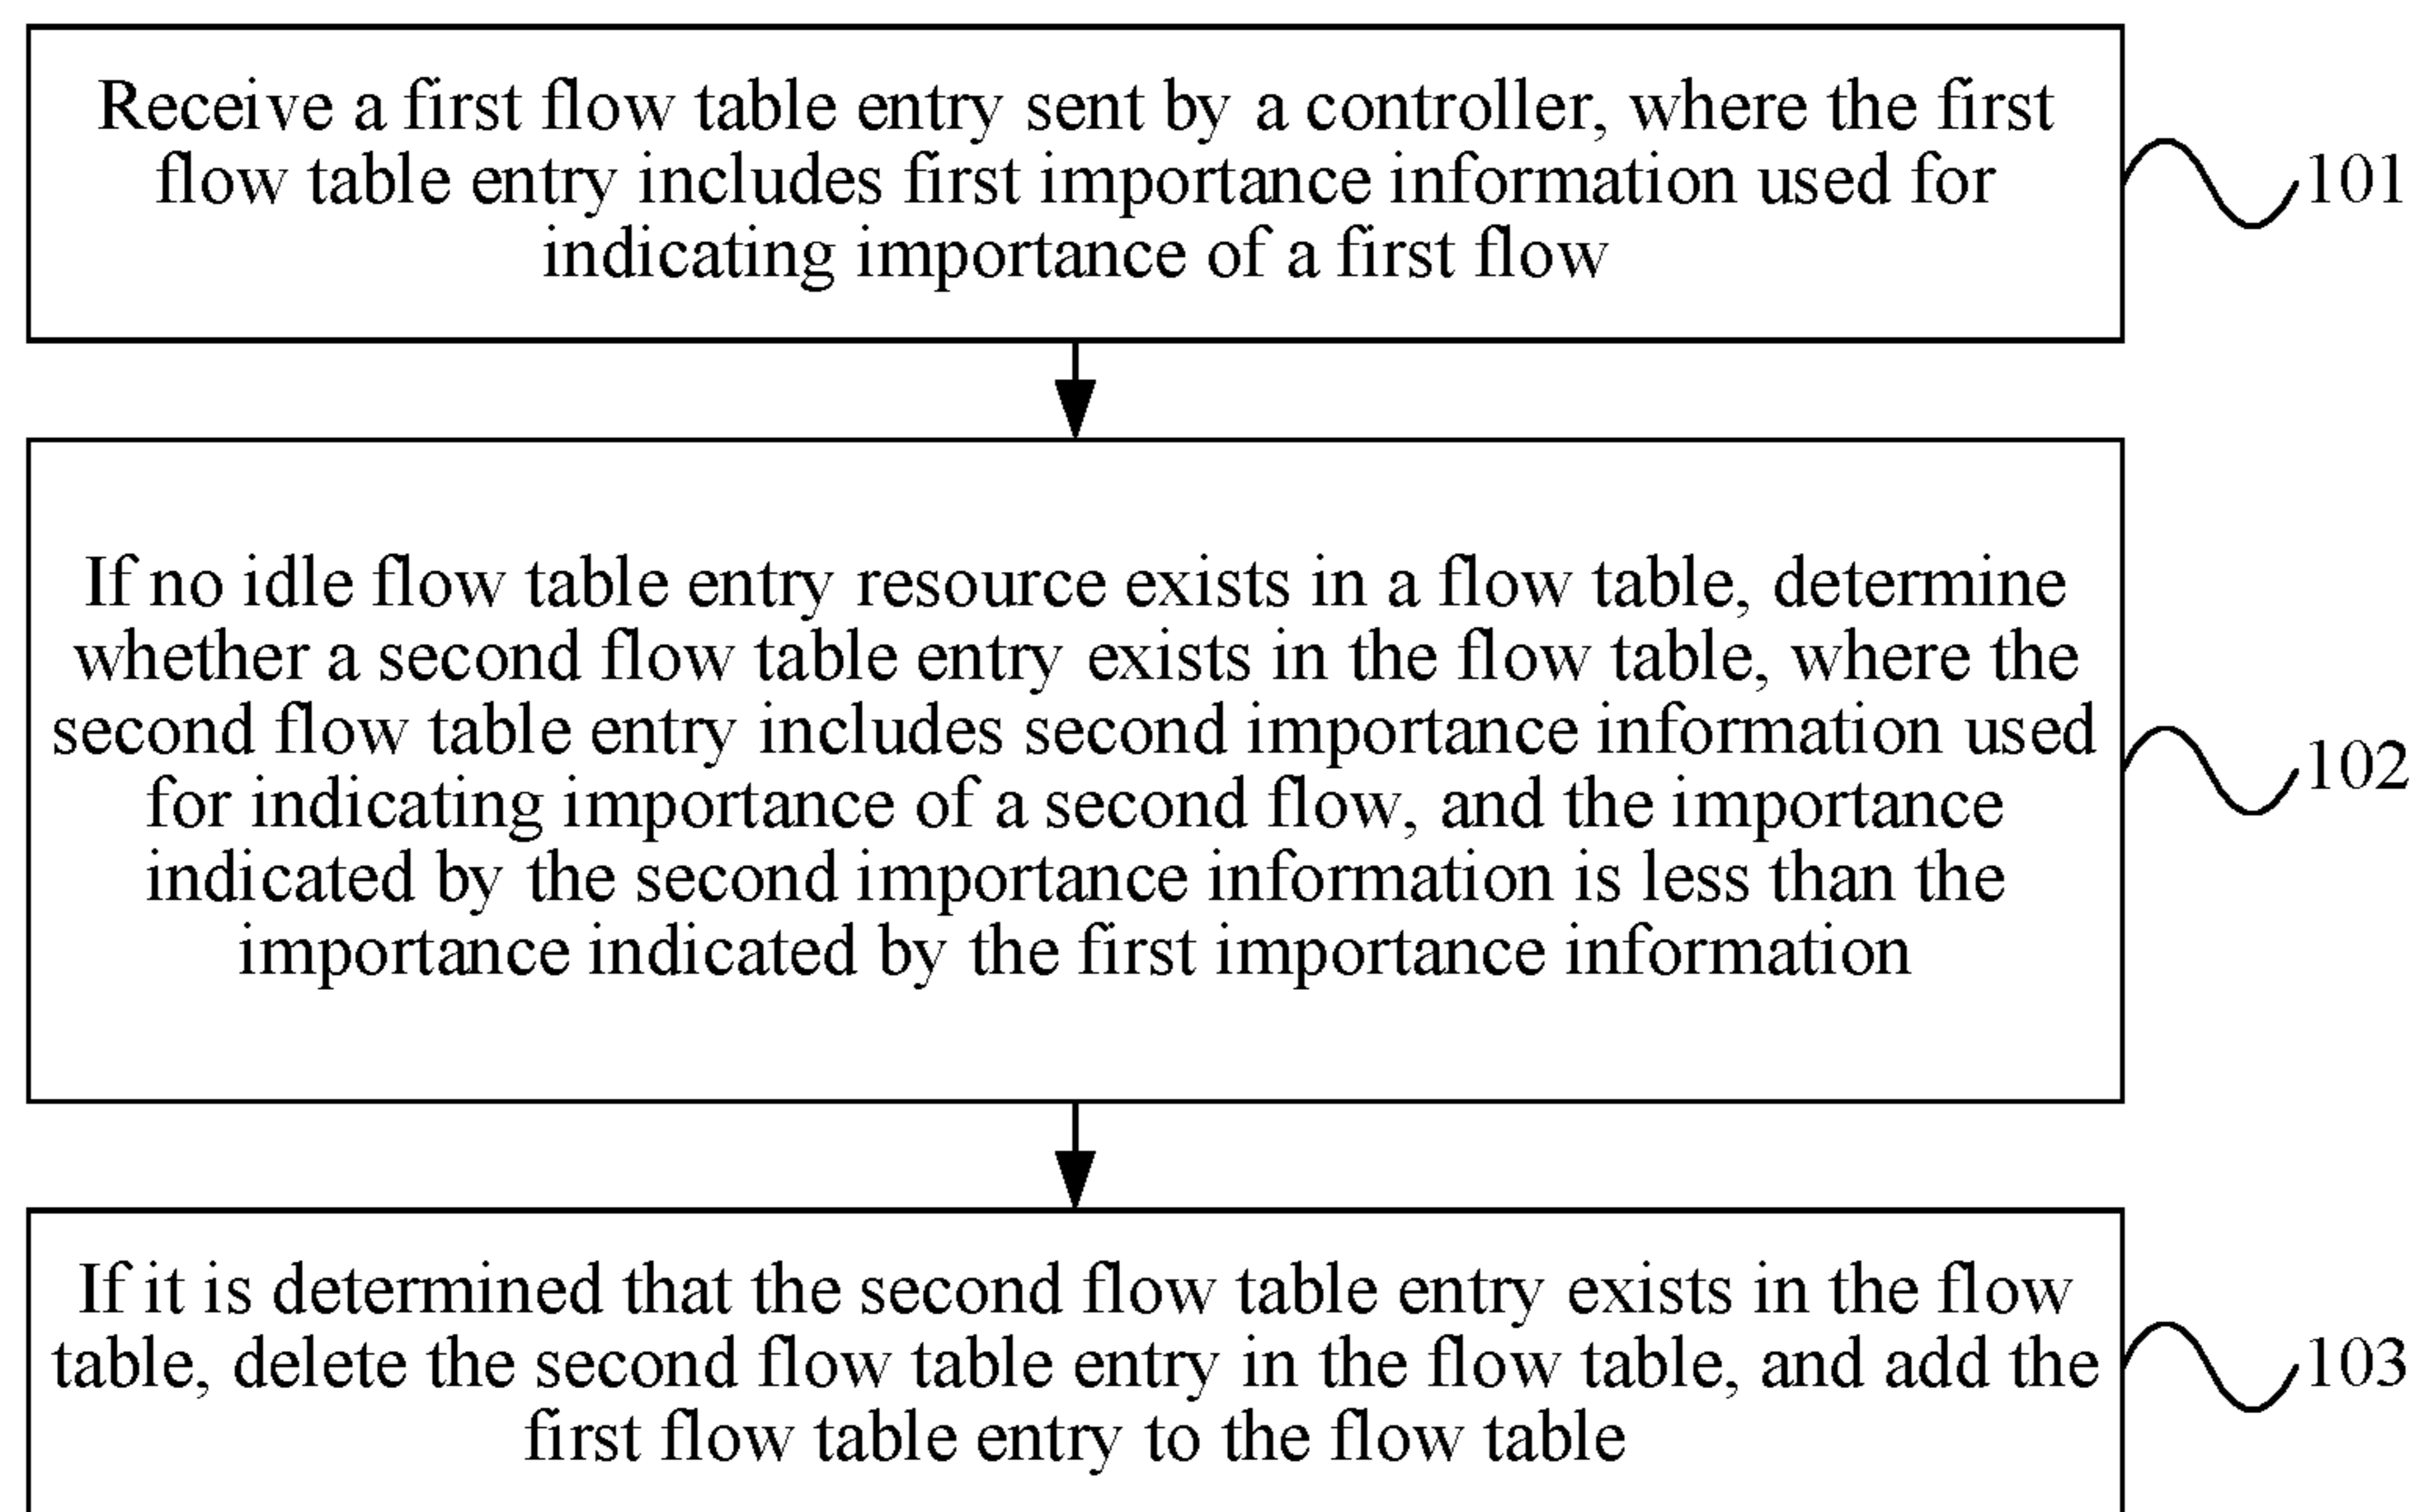 Receive a first flow table entry sent by a controller, where the first
flow table entry includes first importance information used for
indicating importance of a first flow
101
If no idle flow table entry resource exists in a flow table, determine
whether a second flow table entry exists in the flow table, where the
second flow table entry includes second importance information used
for indicating importance of a second flow, and the importance
indicated by the second importance information is less than the
importance indicated by the first importance information
102
If it is determined that the second flow table entry exists in the flow
table, delete the second flow table entry in the flow table, and add the
first flow table entry to the flow table
103